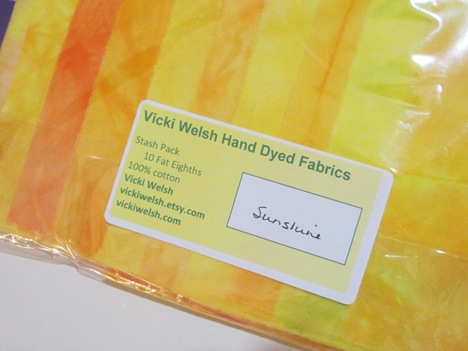 Vicki Welsh Hand Dyed Fabrics
Stash Pack
10 Fat Eighths
100% cotton
Vicki Welsh
vickiwelsh.etsy.com
vickiwelsh.com
Sunshine